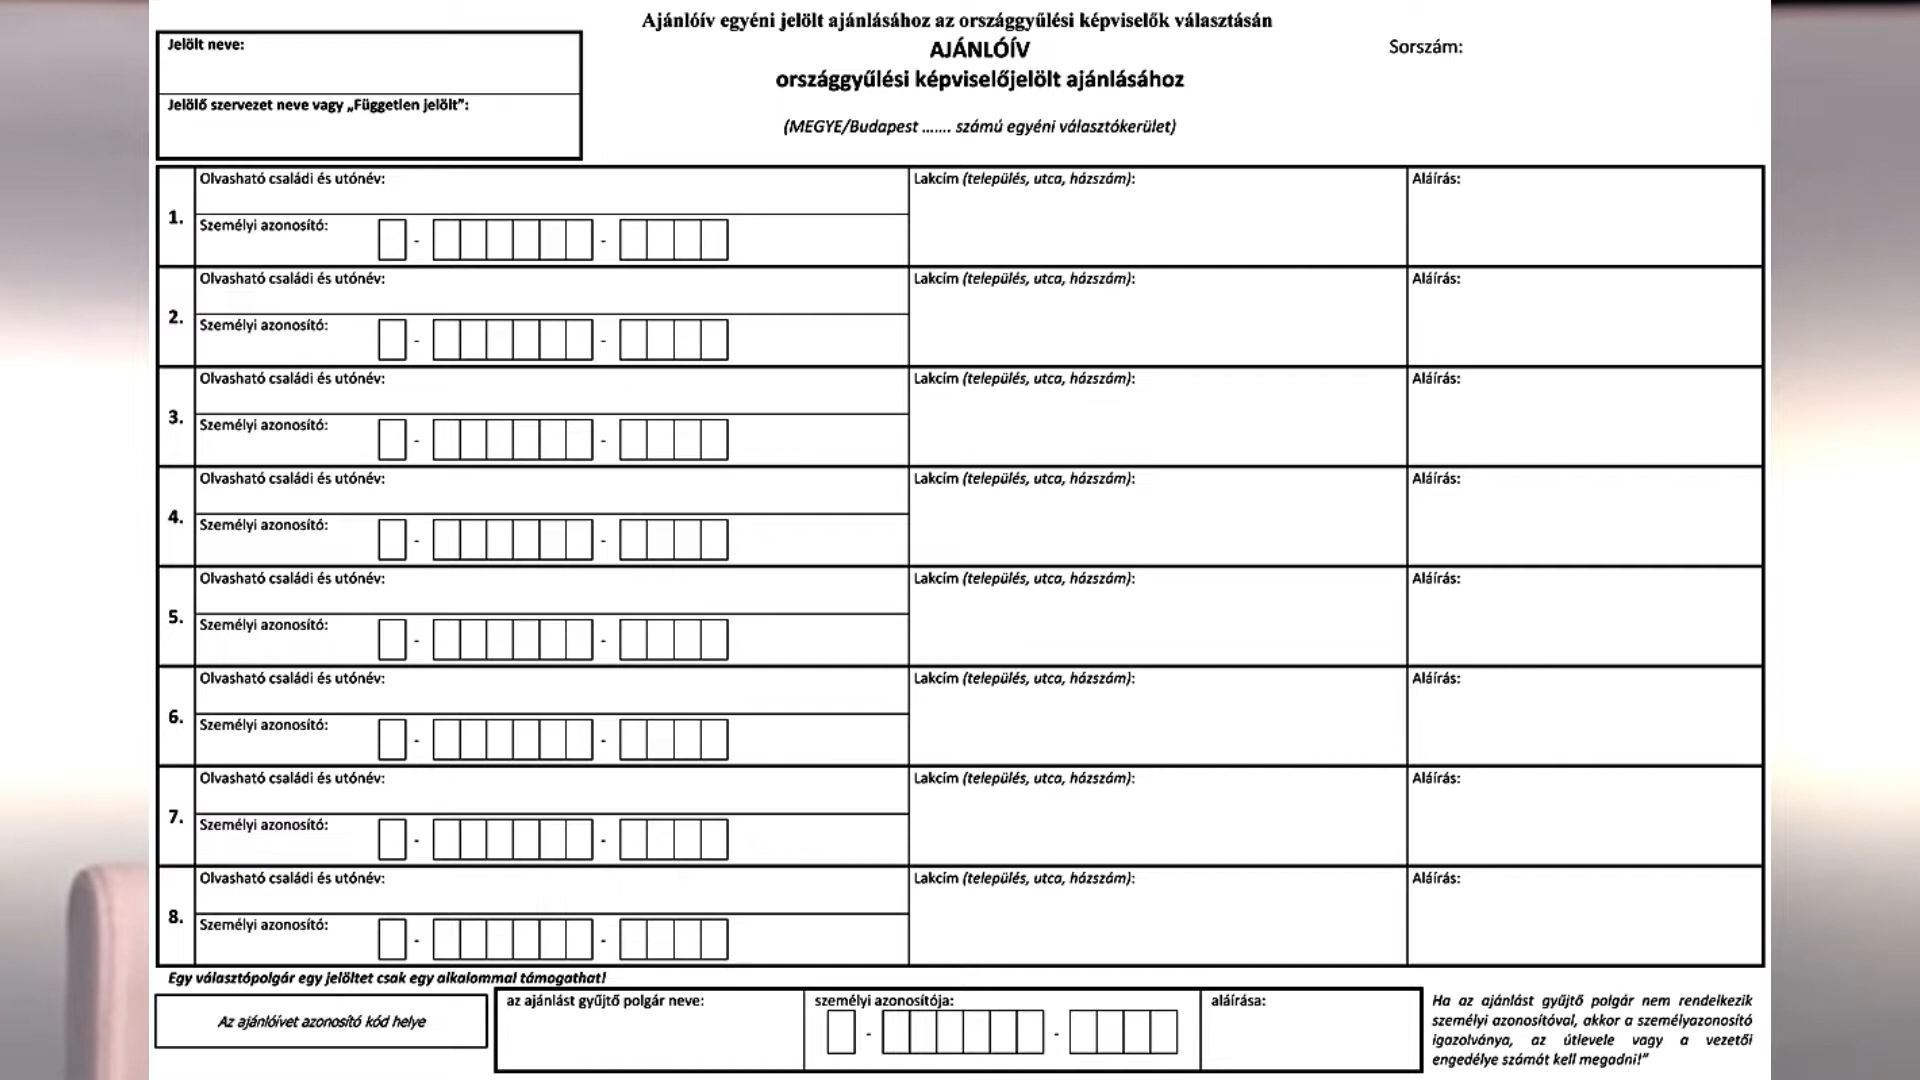 Ajánlóív egyéni jelölt ajánlásához az országgyűlési képviselők választásán
Jelölt neve:
AJÁNLÓÍV
Sorszám:
országgyűlési képviselőjelölt ajánlásához
Jelölő szervezet neve vagy „Független jelölt”:
(MEGYE/Budapest ....... számú egyéni választókerület)
1.
Olvasható családi és utónév:
Lakcím (település, utca, házszám):
Aláírás:
Személyi azonosító: - -
2.
Olvasható családi és utónév:
Lakcím (település, utca, házszám):
Aláírás:
Személyi azonosító: - -
3.
Olvasható családi és utónév:
Lakcím (település, utca, házszám):
Aláírás:
Személyi azonosító: - -
4.
Olvasható családi és utónév:
Lakcím (település, utca, házszám):
Aláírás:
Személyi azonosító: - -
5.
Olvasható családi és utónév:
Lakcím (település, utca, házszám):
Aláírás:
Személyi azonosító: - -
6.
Olvasható családi és utónév:
Lakcím (település, utca, házszám):
Aláírás:
Személyi azonosító: - -
7.
Olvasható családi és utónév:
Lakcím (település, utca, házszám):
Aláírás:
Személyi azonosító: - -
8.
Olvasható családi és utónév:
Lakcím (település, utca, házszám):
Aláírás:
Személyi azonosító: - -
Egy választópolgár egy jelöltet csak egy alkalommal támogathat!
Az ajánlóívet azonosító kód helye
az ajánlást gyűjtő polgár neve:
személyi azonosítója:
- -
aláírása:
Ha az ajánlást gyűjtő polgár nem rendelkezik
személyi azonosítóval, akkor a személyazonosító
igazolványa, az útlevele vagy a vezetői
engedélye számát kell megadni!”